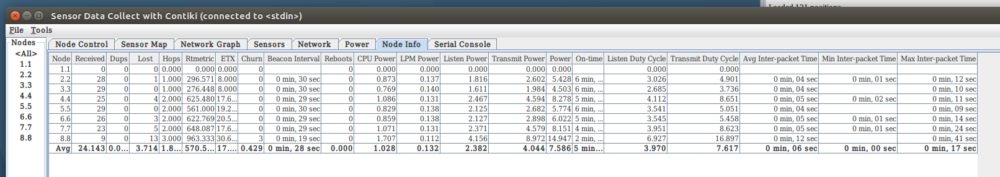 Sensor Data Collect with Contiki (connected to <stdin>)
File Tools
Nodes
<All>
1.1
2.2
3.3
4.4
5.5
6.6
7.7
8.8
Node Control Sensor Map Network Graph Sensors Network Power Node Info Serial Console
Node Received Dups Lost Hops Rtmetric ETX Churn Beacon Interval Reboots CPU Power LPM Power Listen Power Transmit Power Power On-time Listen Duty Cycle Transmit Duty Cycle Avg Inter-packet Time Min Inter-packet Time Max Inter-packet Time
1.1 0 0 0 0.000 0.000 0.000 0 0 0.000 0.000 0.000 0.000 0.000 0.000 0.000
2.2 28 0 1 1.000 296.571 8.000 0 0 min, 30 sec 0 0.873 0.137 1.816 2.602 5.428 6 min, ... 3.026 4.901 0 min, 04 sec 0 min, 01 sec 0 min, 12 sec
3.3 29 0 0 1.000 276.448 8.000 0 0 min, 30 sec 0 0.769 0.140 1.611 1.984 4.503 6 min, ... 2.685 3.736 0 min, 04 sec 0 min, 10 sec
4.4 25 0 4 2.000 625.480 17.6... 0 0 min, 29 sec 0 1.086 0.131 2.467 4.594 8.278 5 min, ... 4.112 8.651 0 min, 05 sec 0 min, 02 sec 0 min, 11 sec
5.5 29 0 0 2.000 561.000 19.2... 0 0 min, 30 sec 0 0.829 0.138 2.125 2.682 5.774 6 min, ... 3.541 5.051 0 min, 04 sec 0 min, 09 sec
6.6 26 0 3 2.000 622.769 20.5... 0 0 min, 29 sec 0 0.859 0.138 2.127 2.898 6.022 5 min, ... 3.545 5.458 0 min, 05 sec 0 min, 01 sec 0 min, 14 sec
7.7 23 0 5 2.000 648.087 17.6... 0 0 min, 29 sec 0 1.071 0.131 2.371 4.579 8.151 4 min, ... 3.951 8.623 0 min, 05 sec 0 min, 01 sec 0 min, 24 sec
8.8 9 0 13 3.000 963.333 30.6... 3 0 min, 19 sec 0 1.707 0.112 4.156 8.972 14.947 2 min, ... 6.927 16.897 0 min, 12 sec 0 min, 41 sec
Avg 24.143 0.0... 3.714 1.8... 570.5... 17.... 0.429 0 min, 28 sec 0.000 1.028 0.132 2.382 4.044 7.586 5 min... 3.970 7.617 0 min, 06 sec 0 min, 00 sec 0 min, 17 sec